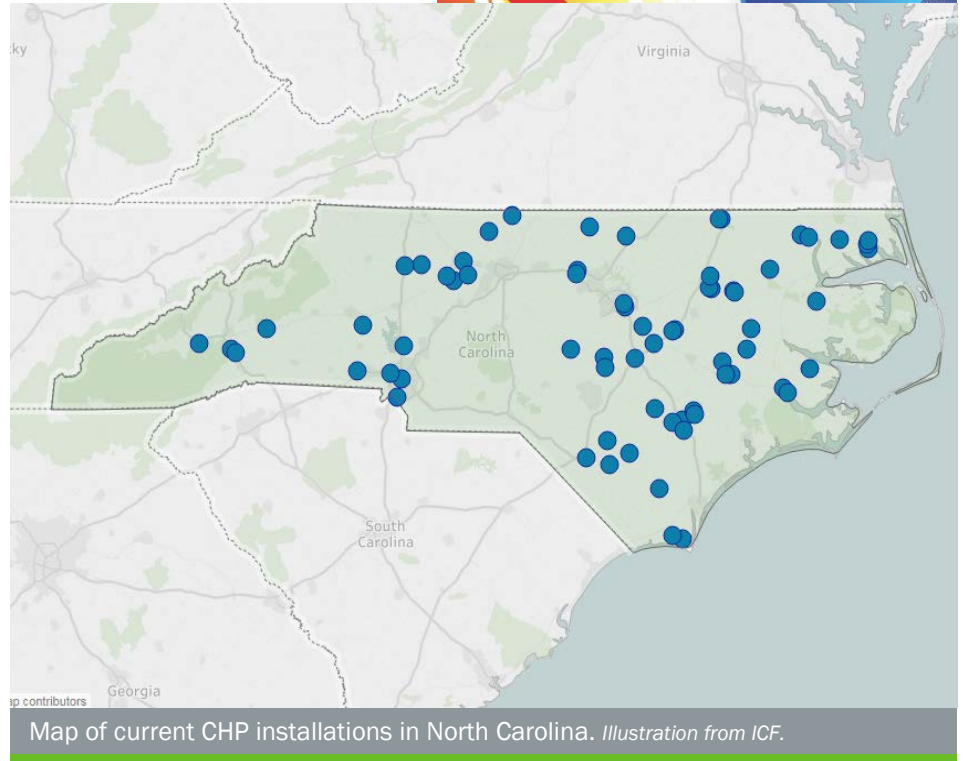 ky
Virginia
North
Carolina
South
Carolina
Georgia
ap contributors
Map of current CHP installations in North Carolina. Illustration from ICF.